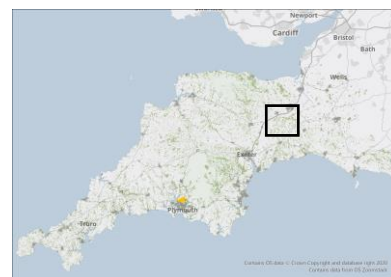 Newport
Cardiff
Bristol
Bath
Wells
Exeter
Plymouth
Truro
Contains OS data © Crown Copyright and database right 2020
Contains data from OS Zoomstack